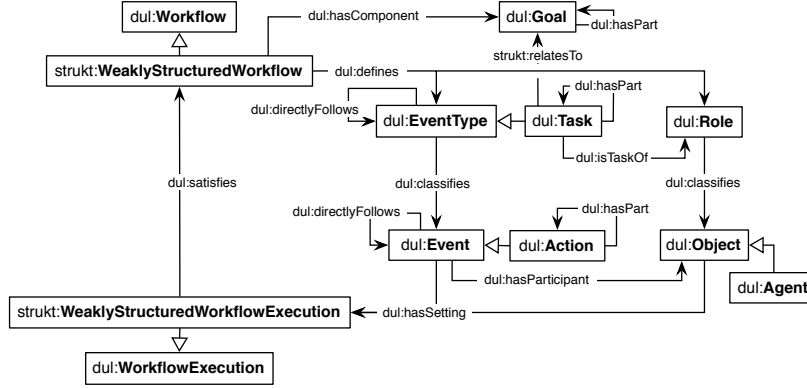 dul:Workflow
dul:hasComponent
dul:Goal
dul:hasPart
strukt:relatesTo
strukt:WeaklyStructuredWorkflow
dul:defines
dul:hasPart
dul:directlyFollows
dul:EventType
dul:Task
dul:Role
dul:isTaskOf
dul:satisfies
dul:classifies
dul:classifies
dul:directlyFollows
dul:hasPart
dul:Event
dul:Action
dul:Object
dul:hasParticipant
dul:Agent
strukt:WeaklyStructuredWorkflowExecution
dul:hasSetting
dul:WorkflowExecution